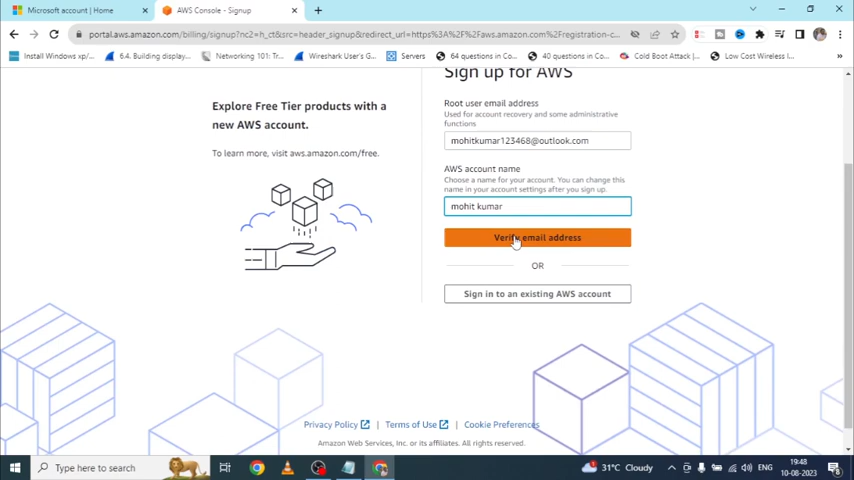 Microsoft account | Home
AWS Console - Signup
portal.aws.amazon.com/billing/signup?nc2=h_ct&src=header_signup&redirect_url=https%3A%2F%2Faws.amazon.com%2Fregistration-c...
Install Windows xp/...
6.4. Building display...
Networking 101: Tr...
Wireshark User's G...
Servers
64 questions in Co...
40 questions in Co...
Cold Boot Attack |...
Low Cost Wireless I...
Sign up for AWS
Explore Free Tier products with a
new AWS account.
To learn more, visit aws.amazon.com/free.
Root user email address
Used for account recovery and some administrative
functions
mohitkumar123468@outlook.com
AWS account name
Choose a name for your account. You can change this
name in your account settings after you sign up.
mohit kumar
Verify email address
OR
Sign in to an existing AWS account
Privacy Policy | Terms of Use | Cookie Preferences
Amazon Web Services, Inc. or its affiliates. All rights reserved.
Type here to search
31°C Cloudy
ENG
19:48
10-08-2023
8